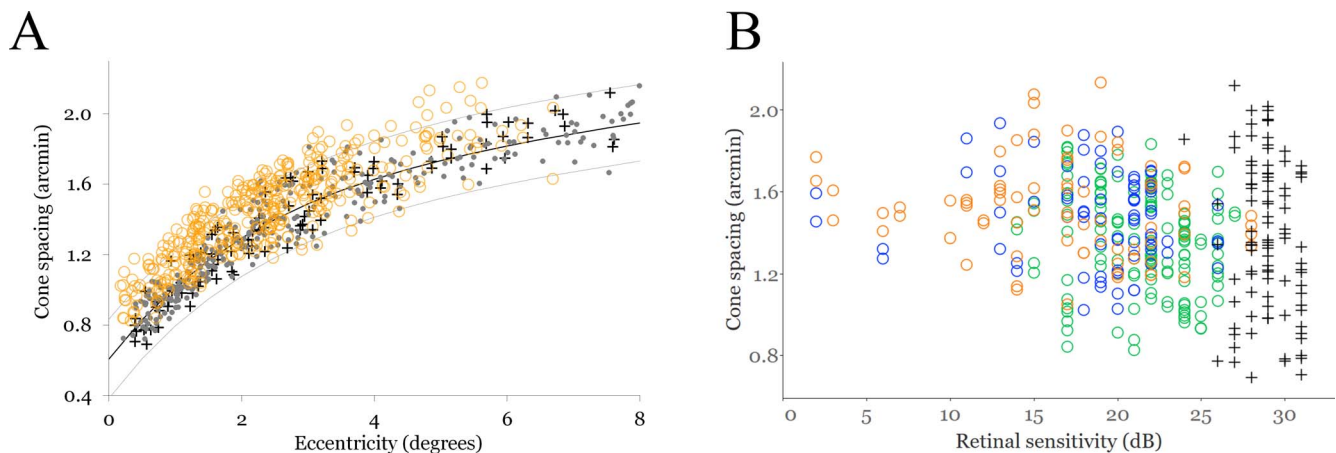 A
B
Cone spacing (arcmin)
2.0
1.6
1.2
0.8
0.4
0 2 4 6 8
Eccentricity (degrees)
Cone spacing (arcmin)
2.0
1.6
1.2
0.8
0 5 10 15 20 25 30
Retinal sensitivity (dB)